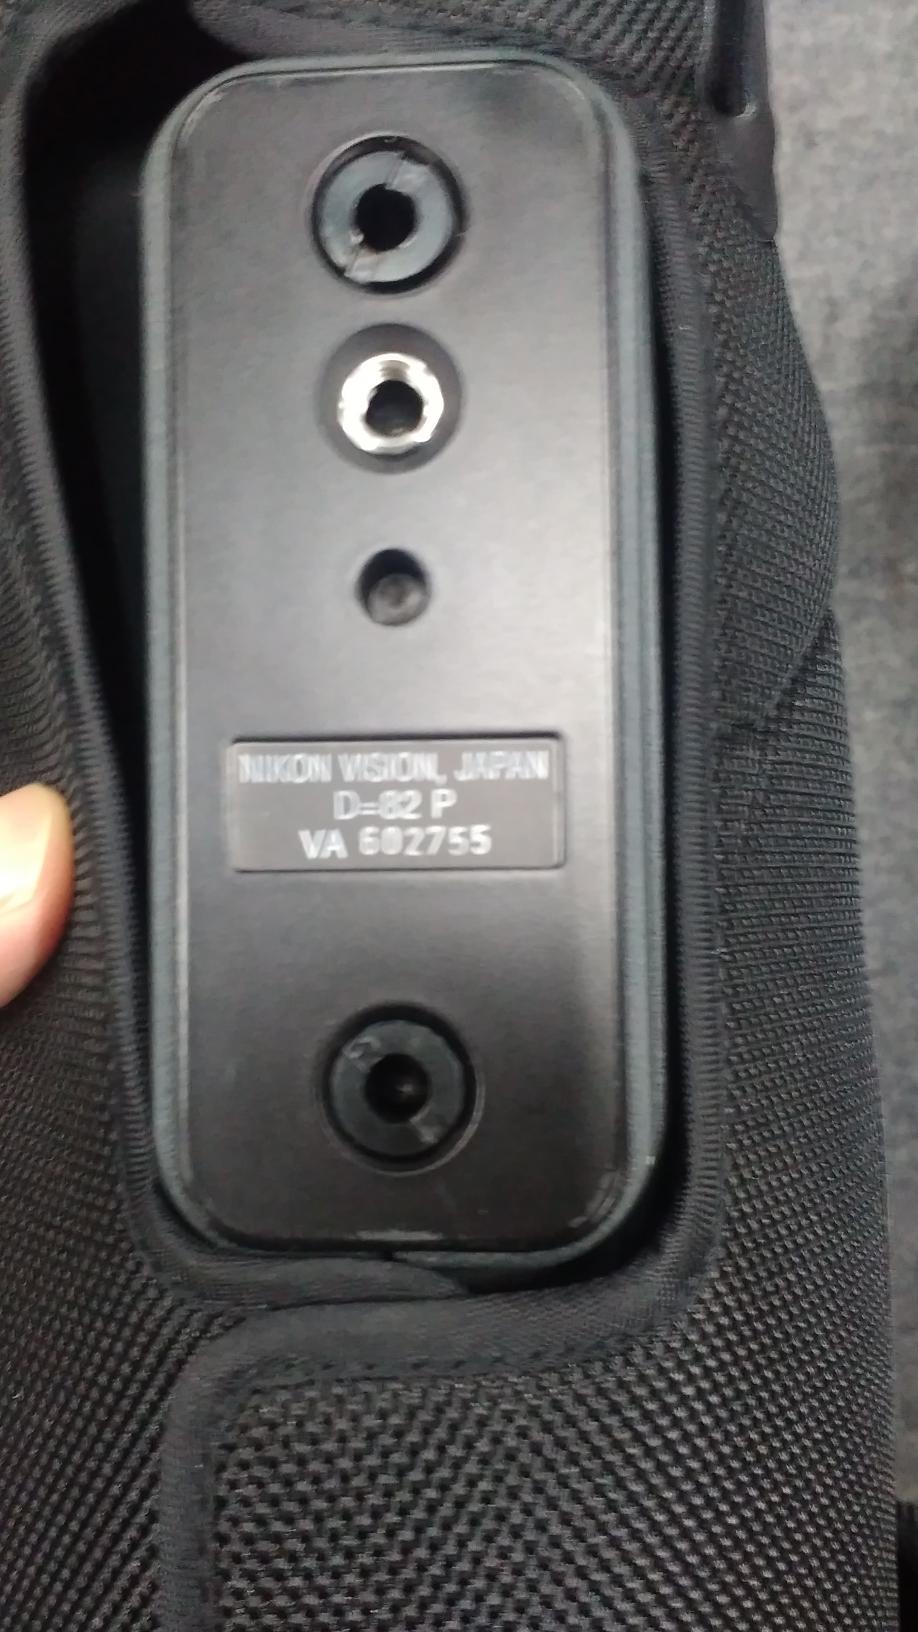 NIKON VISION, JAPAN
D=82 P
VA 602755